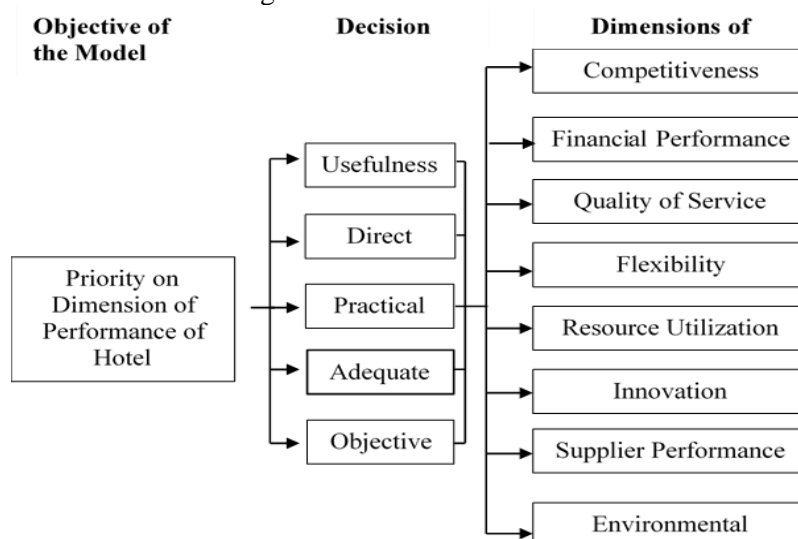 Objective of
the Model
Decision
Dimensions of
Priority on
Dimension of
Performance of
Hotel
Usefulness
Direct
Practical
Adequate
Objective
Competitiveness
Financial Performance
Quality of Service
Flexibility
Resource Utilization
Innovation
Supplier Performance
Environmental